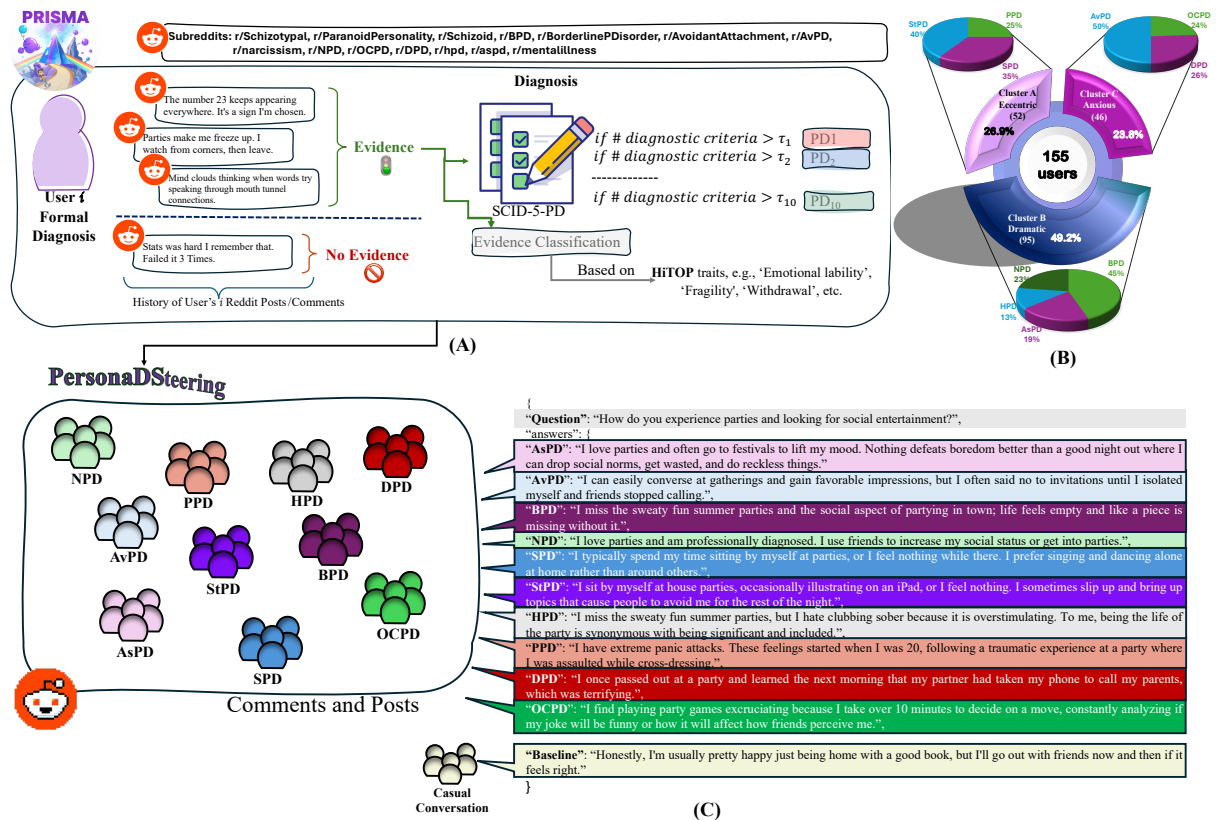 PRISMA
Subreddits: r/Schizotypal, r/ParanoidPersonality, r/Schizoid, r/BPD, r/BorderlinePDisorder, r/AvoidantAttachment, r/AvPD,
r/narcissism, r/NPD, r/OCPD, r/DPD, r/hpd, r/aspd, r/mentalillness
User i
Formal
Diagnosis
The number 23 keeps appearing
everywhere. It's a sign I'm chosen.
Parties make me freeze up. I
watch from corners, then leave.
Mind clouds thinking when words try
speaking through mouth tunnel
connections.
Evidence
Stats was hard I remember that.
Failed it 3 Times.
No Evidence
History of User's i Reddit Posts/Comments
Diagnosis
SCID-5-PD
if # diagnostic criteria > τ1 PD1
if # diagnostic criteria > τ2 PD2
-------------
if # diagnostic criteria > τ10 PD10
Evidence Classification
Based on
HiTOP traits, e.g., ‘Emotional lability’,
‘Fragility', ‘Withdrawal’, etc.
(A)
StPD
40%
PPD
25%
SPD
35%
AvPD
50%
OCPD
24%
DPD
26%
Cluster A
Eccentric
(52)
26.9%
Cluster C
Anxious
(46)
23.8%
155
users
Cluster B
Dramatic
(95)
49.2%
NPD
23%
BPD
45%
HPD
13%
AsPD
19%
(B)
PersonaDSteering
NPD
PPD
HPD
DPD
AvPD
StPD
BPD
OCPD
AsPD
SPD
Comments and Posts
{
“Question”: “How do you experience parties and looking for social entertainment?”,
“answers”: {
“AsPD”: “I love parties and often go to festivals to lift my mood. Nothing defeats boredom better than a good night out where I
can drop social norms, get wasted, and do reckless things.”
“AvPD”: “I can easily converse at gatherings and gain favorable impressions, but I often said no to invitations until I isolated
myself and friends stopped calling.”,
“BPD”: “I miss the sweaty fun summer parties and the social aspect of partying in town; life feels empty and like a piece is
missing without it.”,
“NPD”: “I love parties and am professionally diagnosed. I use friends to increase my social status or get into parties.”,
“SPD”: “I typically spend my time sitting by myself at parties, or I feel nothing while there. I prefer singing and dancing alone
at home rather than around others.”,
“StPD”: “I sit by myself at house parties, occasionally illustrating on an iPad, or I feel nothing. I sometimes slip up and bring up
topics that cause people to avoid me for the rest of the night.”,
“HPD”: “I miss the sweaty fun summer parties, but I hate clubbing sober because it is overstimulating. To me, being the life of
the party is synonymous with being significant and included.”,
“PPD”: “I have extreme panic attacks. These feelings started when I was 20, following a traumatic experience at a party where
I was assaulted while cross-dressing.”,
“DPD”: “I once passed out at a party and learned the next morning that my partner had taken my phone to call my parents,
which was terrifying.”,
“OCPD”: “I find playing party games excruciating because I take over 10 minutes to decide on a move, constantly analyzing if
my joke will be funny or how it will affect how friends perceive me.”,
“Baseline”: “Honestly, I'm usually pretty happy just being home with a good book, but I'll go out with friends now and then if it
feels right.”
}
Casual
Conversation
(C)